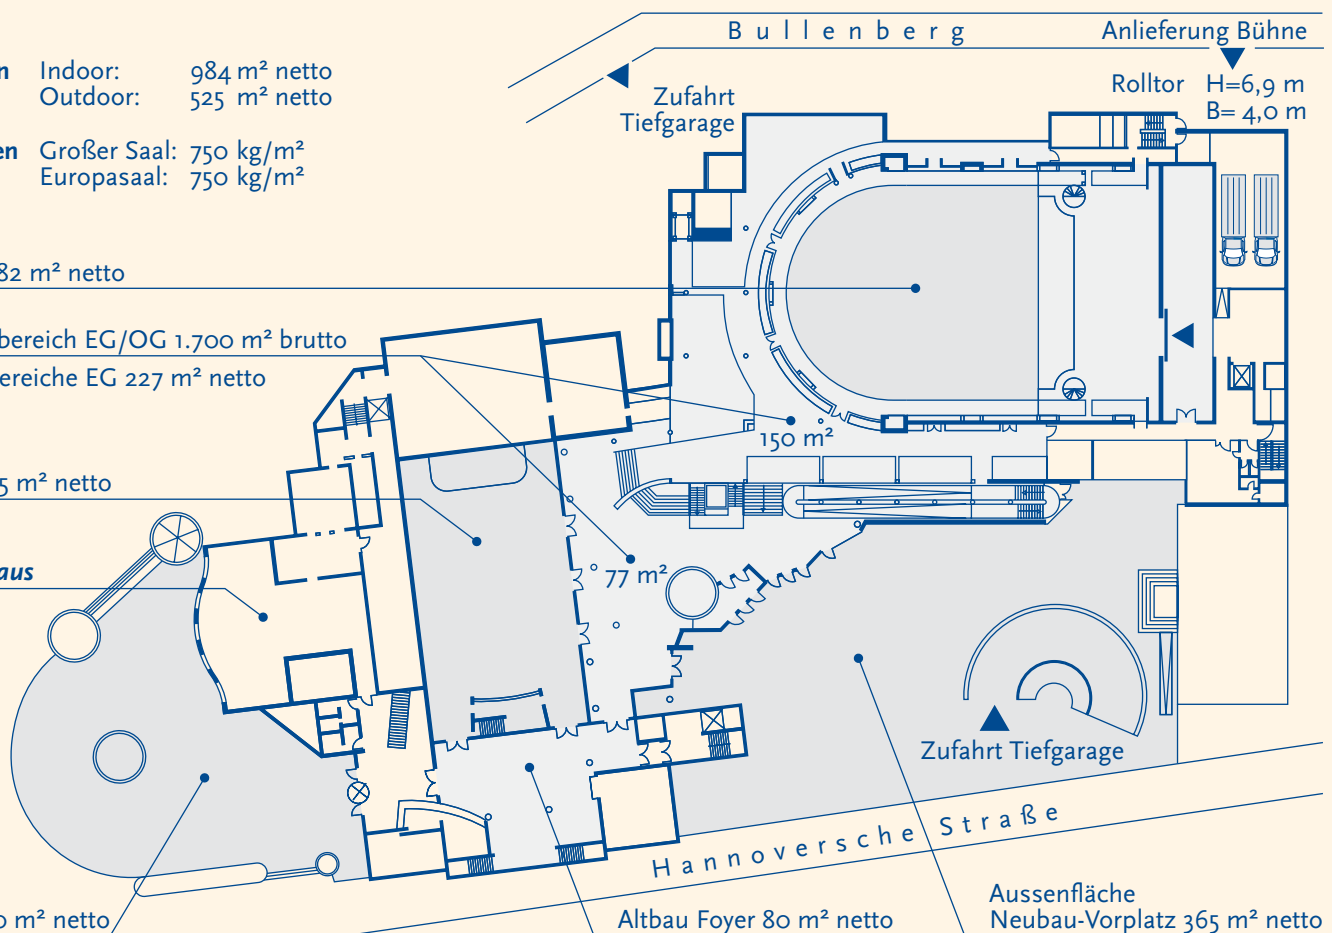 Bullenberg
Anlieferung Bühne
Rolltor H=6,9 m
B= 4,0 m
Zufahrt
Tiefgarage
n Indoor: 984 m² netto
Outdoor: 525 m² netto
en Großer Saal: 750 kg/m²
Europasaal: 750 kg/m²
82 m² netto
bereich EG/OG 1.700 m² brutto
ereiche EG 227 m² netto
150 m²
5 m² netto
aus
77 m²
Zufahrt Tiefgarage
Hannoversche Straße
0 m² netto
Altbau Foyer 80 m² netto
Aussenfläche
Neubau-Vorplatz 365 m² netto